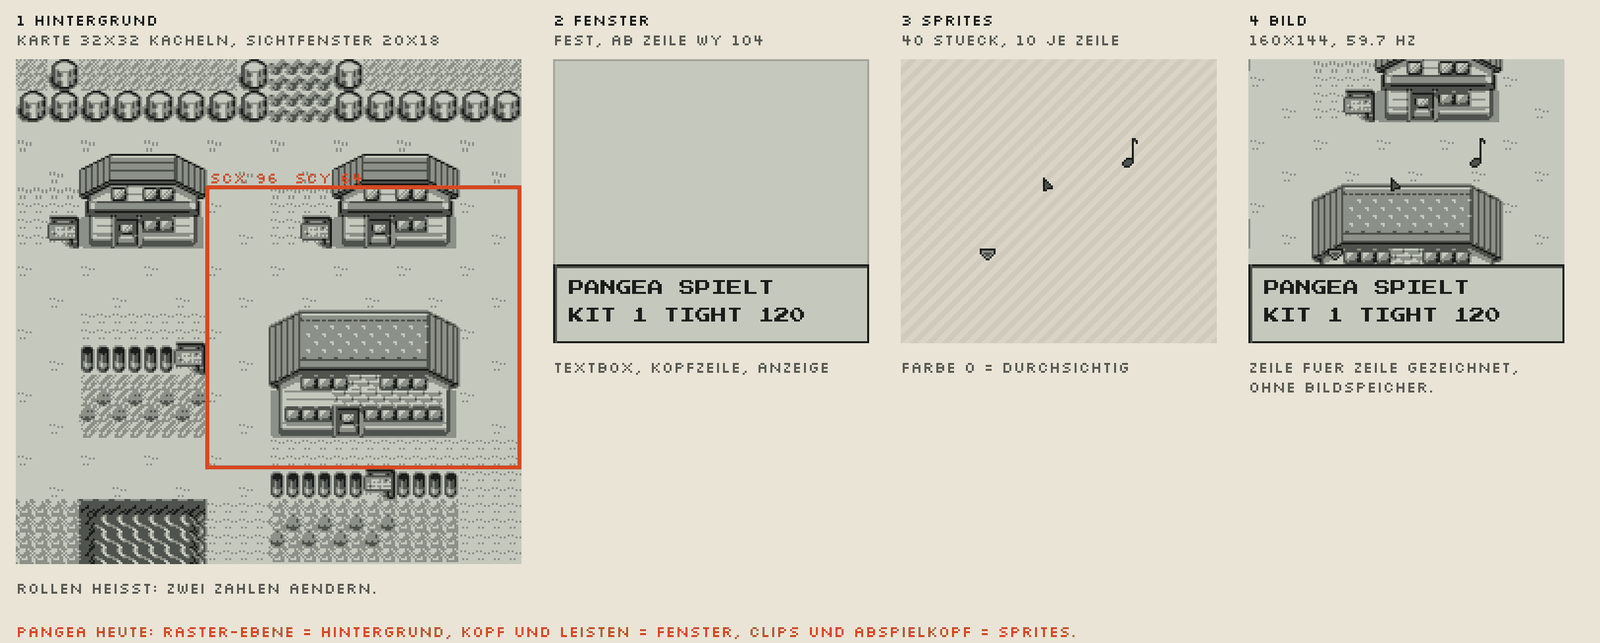 1 HINTERGRUND
KARTE 32X32 KACHELN, SICHTFENSTER 20X18
SCX 96 SCY 64
ROLLEN HEISST: ZWEI ZAHLEN AENDERN.
2 FENSTER
FEST, AB ZEILE WY 104
PANGEA SPIELT
KIT 1 TIGHT 120
TEXTBOX, KOPFZEILE, ANZEIGE
3 SPRITES
40 STUECK, 10 JE ZEILE
FARBE 0 = DURCHSICHTIG
4 BILD
160X144, 59.7 HZ
PANGEA SPIELT
KIT 1 TIGHT 120
ZEILE FUER ZEILE GEZEICHNET,
OHNE BILDSPEICHER.
PANGEA HEUTE: RASTER-EBENE = HINTERGRUND, KOPF UND LEISTEN = FENSTER, CLIPS UND ABSPIELKOPF = SPRITES.